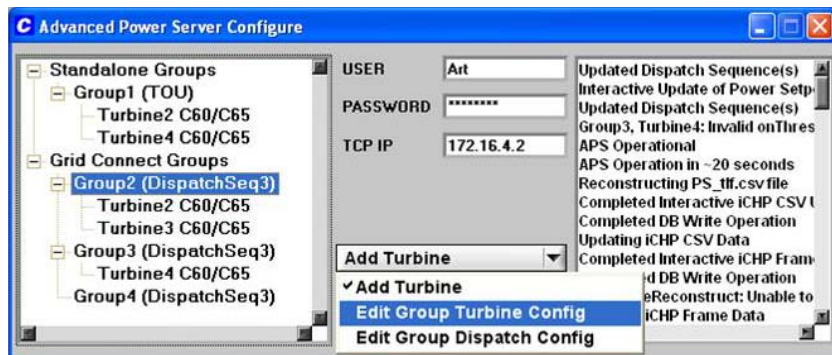 Advanced Power Server Configure
Standalone Groups
Group1 (TOU)
Turbine2 C60/C65
Turbine4 C60/C65
Grid Connect Groups
Group2 (DispatchSeq3)
Turbine2 C60/C65
Turbine3 C60/C65
Group3 (DispatchSeq3)
Turbine4 C60/C65
Group4 (DispatchSeq3)
USER Art
PASSWORD ********
TCP IP 172.16.4.2
Add Turbine
Add Turbine
Edit Group Turbine Config
Edit Group Dispatch Config
Updated Dispatch Sequence(s)
Interactive Update of Power Setp
Updated Dispatch Sequence(s)
Group3, Turbine4: Invalid onThres
APS Operational
APS Operation in ~20 seconds
Reconstructing PS_tlf.csv file
Completed Interactive iCHP CSV
Completed DB Write Operation
Updating iCHP CSV Data
Completed Interactive iCHP Fram
d DB Write Operation
eReconstruct: Unable to
iCHP Frame Data